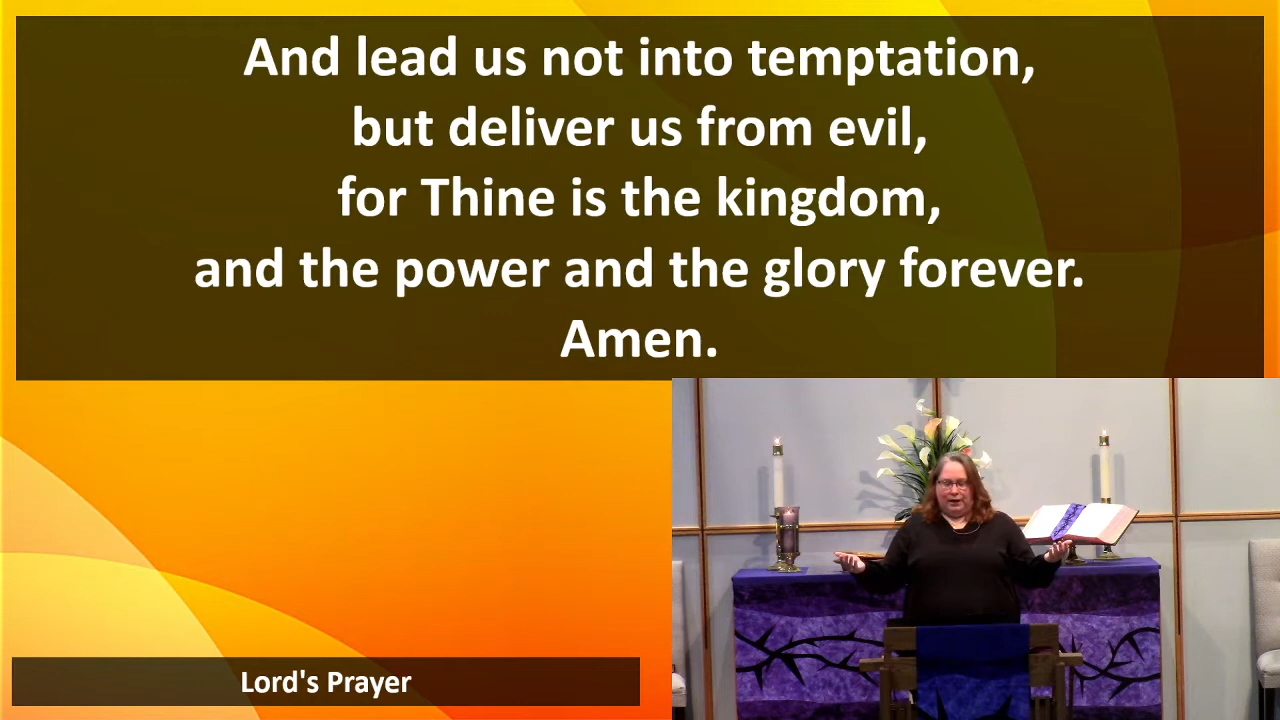 And lead us not into temptation,
but deliver us from evil,
for Thine is the kingdom,
and the power and the glory forever.
Amen.
Lord's Prayer